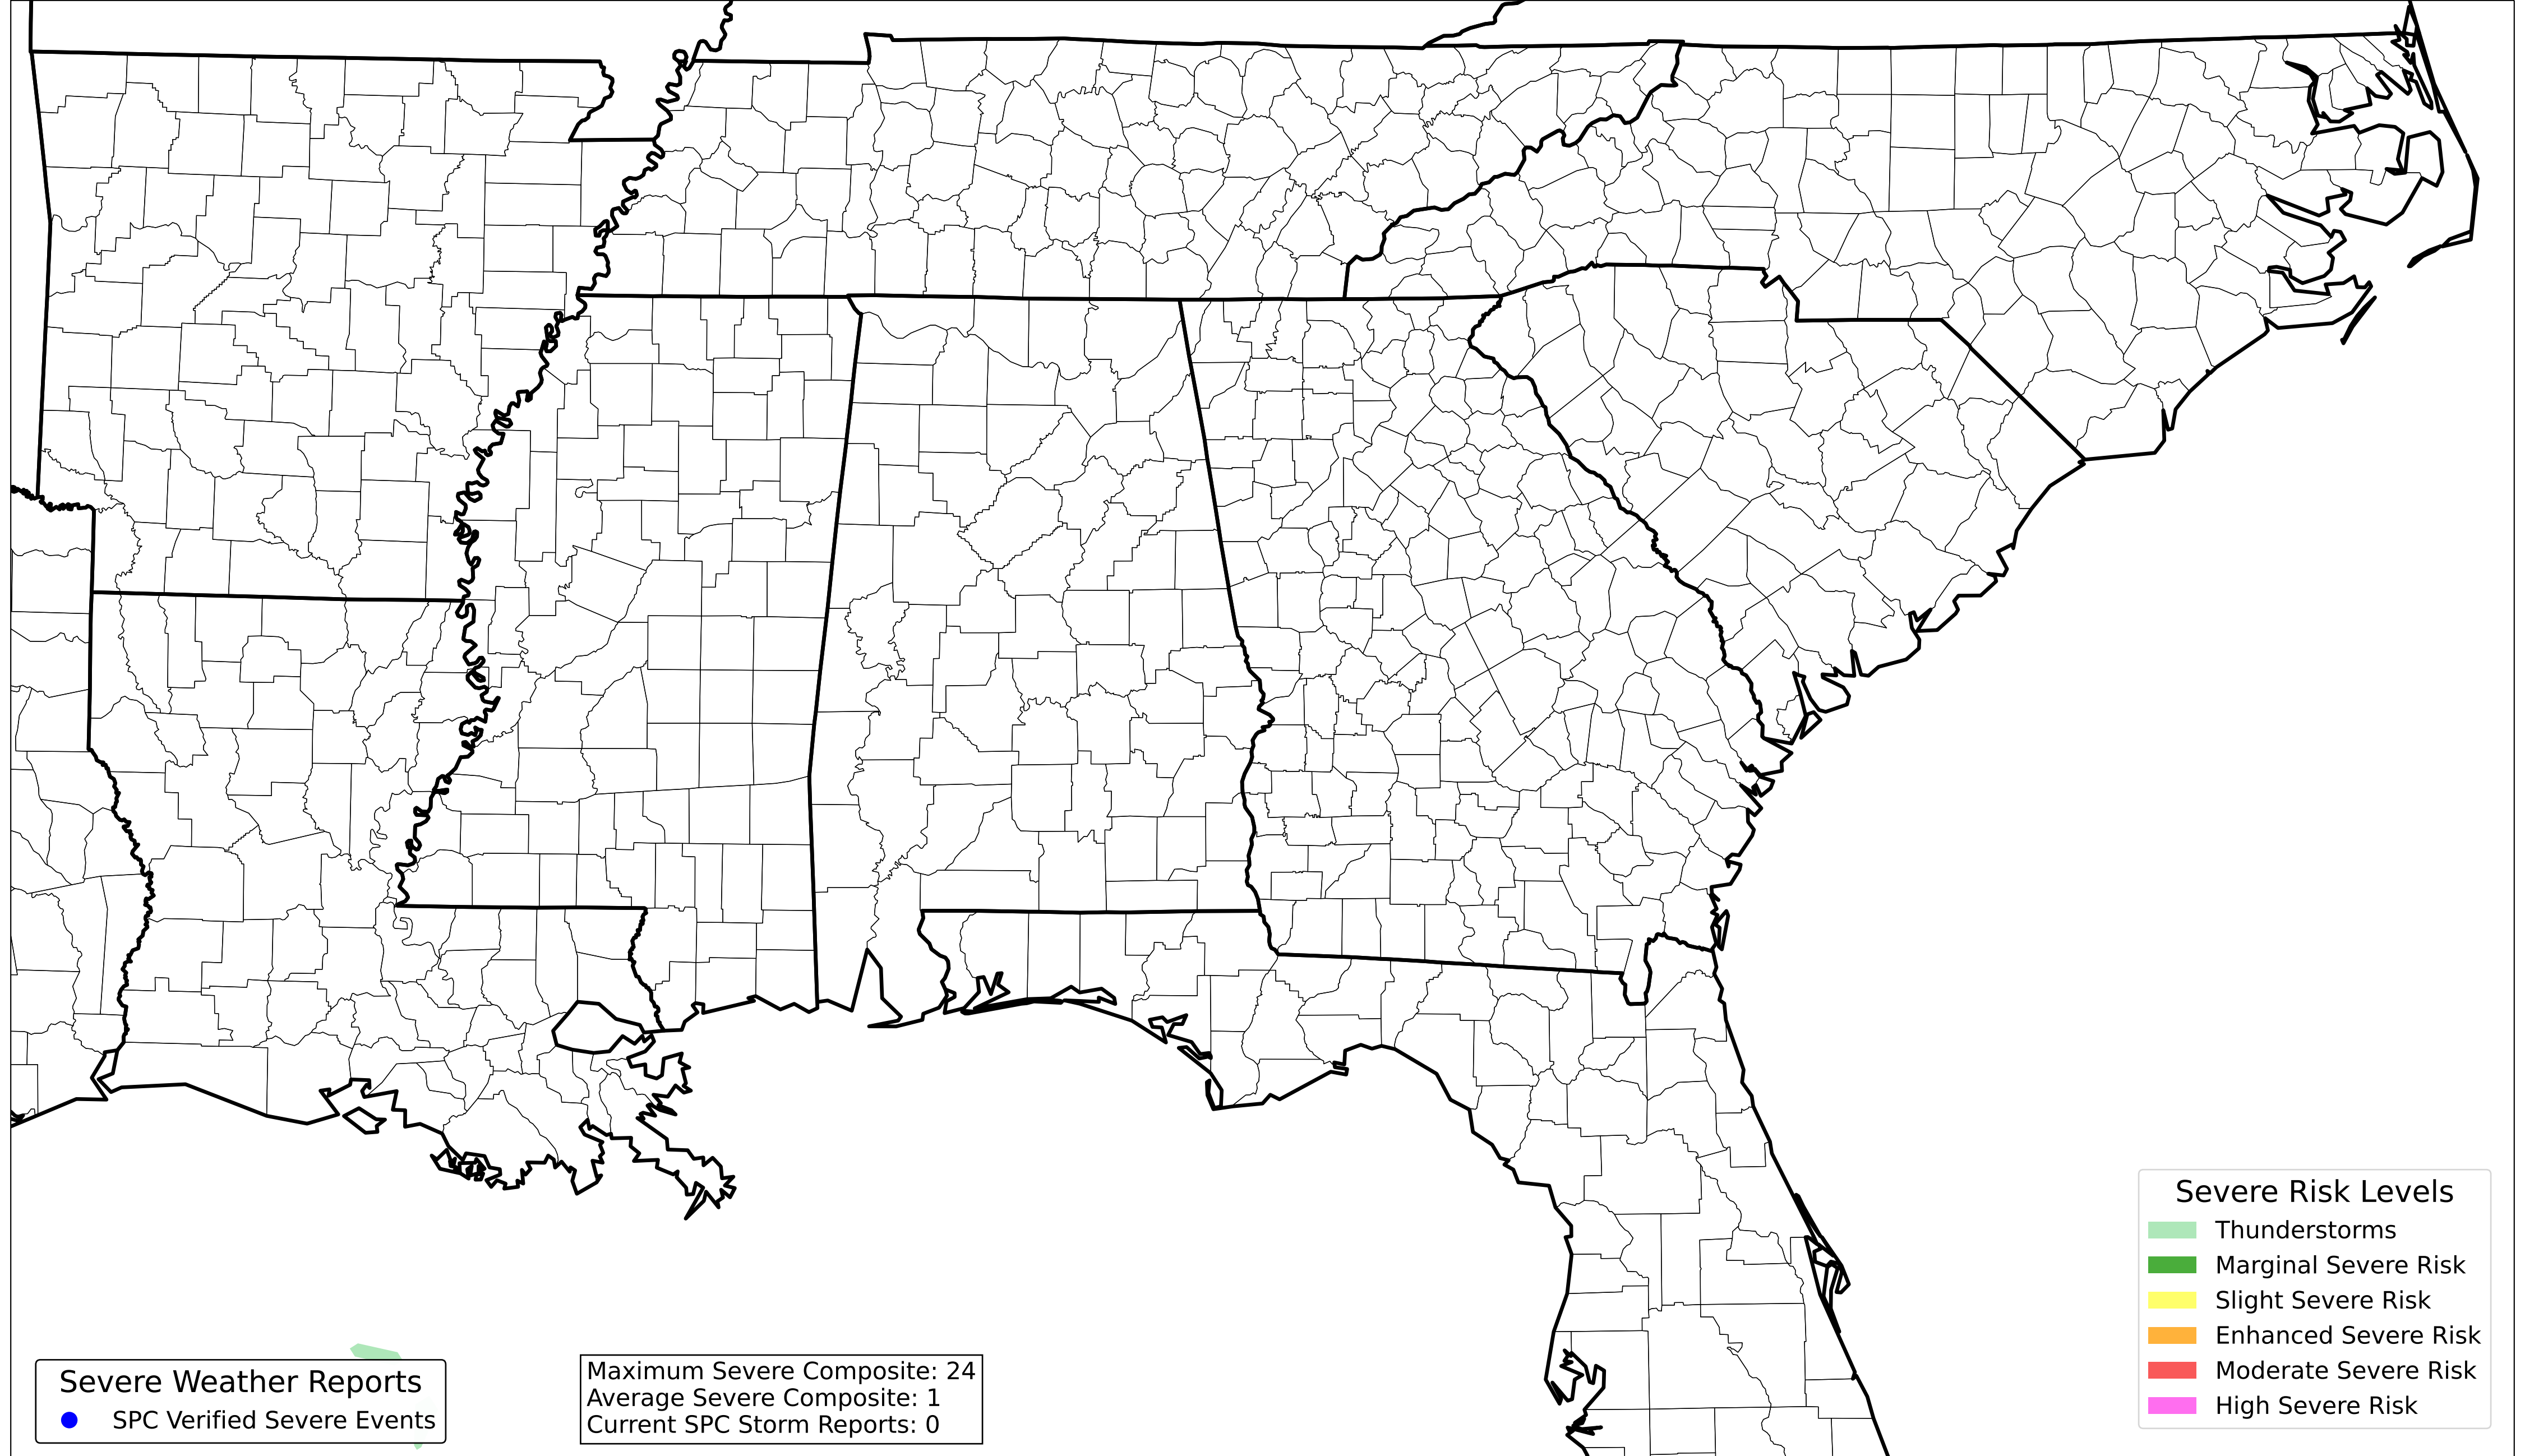 Severe Weather Reports
SPC Verified Severe Events
Maximum Severe Composite: 24
Average Severe Composite: 1
Current SPC Storm Reports: 0
Severe Risk Levels
Thunderstorms
Marginal Severe Risk
Slight Severe Risk
Enhanced Severe Risk
Moderate Severe Risk
High Severe Risk